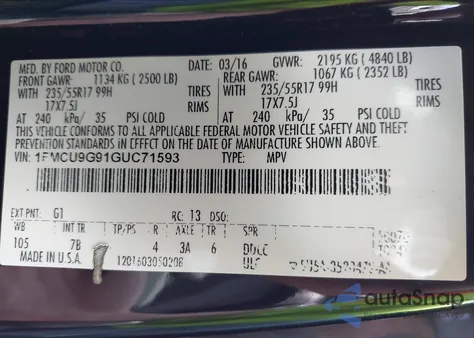 MFD. BY FORD MOTOR CO. 03/16 GVWR: 2195 KG (4840 LB)
FRONT GAWR: 1134 KG (2500 LB) REAR GAWR: 1067 KG (2352 LB)
WITH 235/55R17 99H TIRES WITH 235/55R17 99H TIRES
17X7.5J RIMS 17X7.5J RIMS
AT 240 kPa/ 35 PSI COLD AT 240 kPa/ 35 PSI COLD
THIS VEHICLE CONFORMS TO ALL APPLICABLE FEDERAL MOTOR VEHICLE SAFETY, BUMPER, AND THEFT
PREVENTION STANDARDS IN EFFECT ON THE DATE OF MANUFACTURE SHOWN ABOVE.
VIN: 1FMCU9G91GUC71593 TYPE: MPV
EXT PNT: G1 RC: 13 DSO:
WB INT TR TP/PS R AXLE TR SPR
105 7B 4 3A 6 DDCC
MADE IN U.S.A. 1201603050208
autoSnap